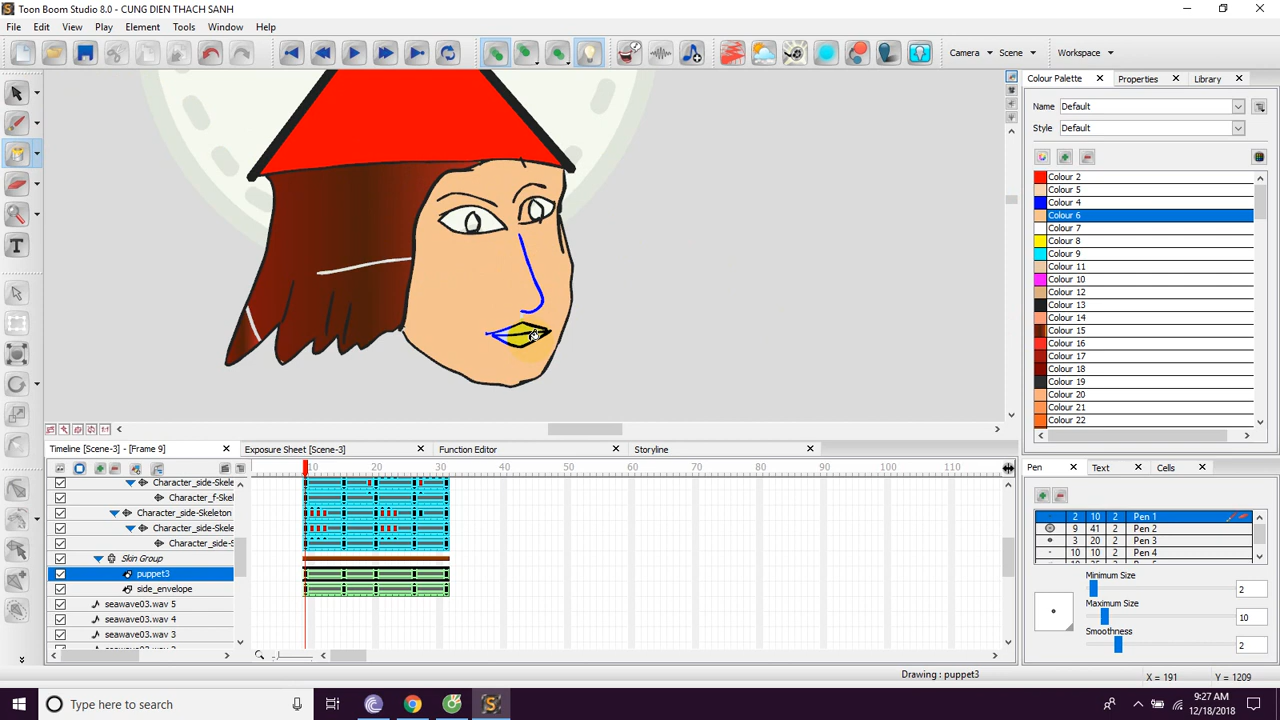 Toon Boom Studio 8.0 - CUNG DIEN THACH SANH
File Edit View Play Element Tools Window Help
Camera Scene Workspace
Colour Palette Properties Library
Name Default
Style Default
Colour 2
Colour 5
Colour 4
Colour 6
Colour 7
Colour 8
Colour 9
Colour 11
Colour 10
Colour 12
Colour 13
Colour 14
Colour 15
Colour 16
Colour 17
Colour 18
Colour 19
Colour 20
Colour 21
Colour 22
Timeline [Scene-3] - [Frame 9] Exposure Sheet [Scene-3] Function Editor Storyline
10 20 30 40 50 60 70 80 90 100 110
Character_side-Skele
Character_f-Skel
Character_side-Skeleton
Character_side-Skele
Character_side-S
Skin Group
puppet3
side_envelope
seawave03.wav 5
seawave03.wav 4
seawave03.wav 3
Pen Text Cells
2 10 2 Pen 1
9 41 2 Pen 2
3 20 2 Pen 3
10 10 2 Pen 4
Minimum Size
2
Maximum Size
10
Smoothness
2
Drawing : puppet3 X = 191 Y = 1209
Type here to search
9:27 AM
12/18/2018